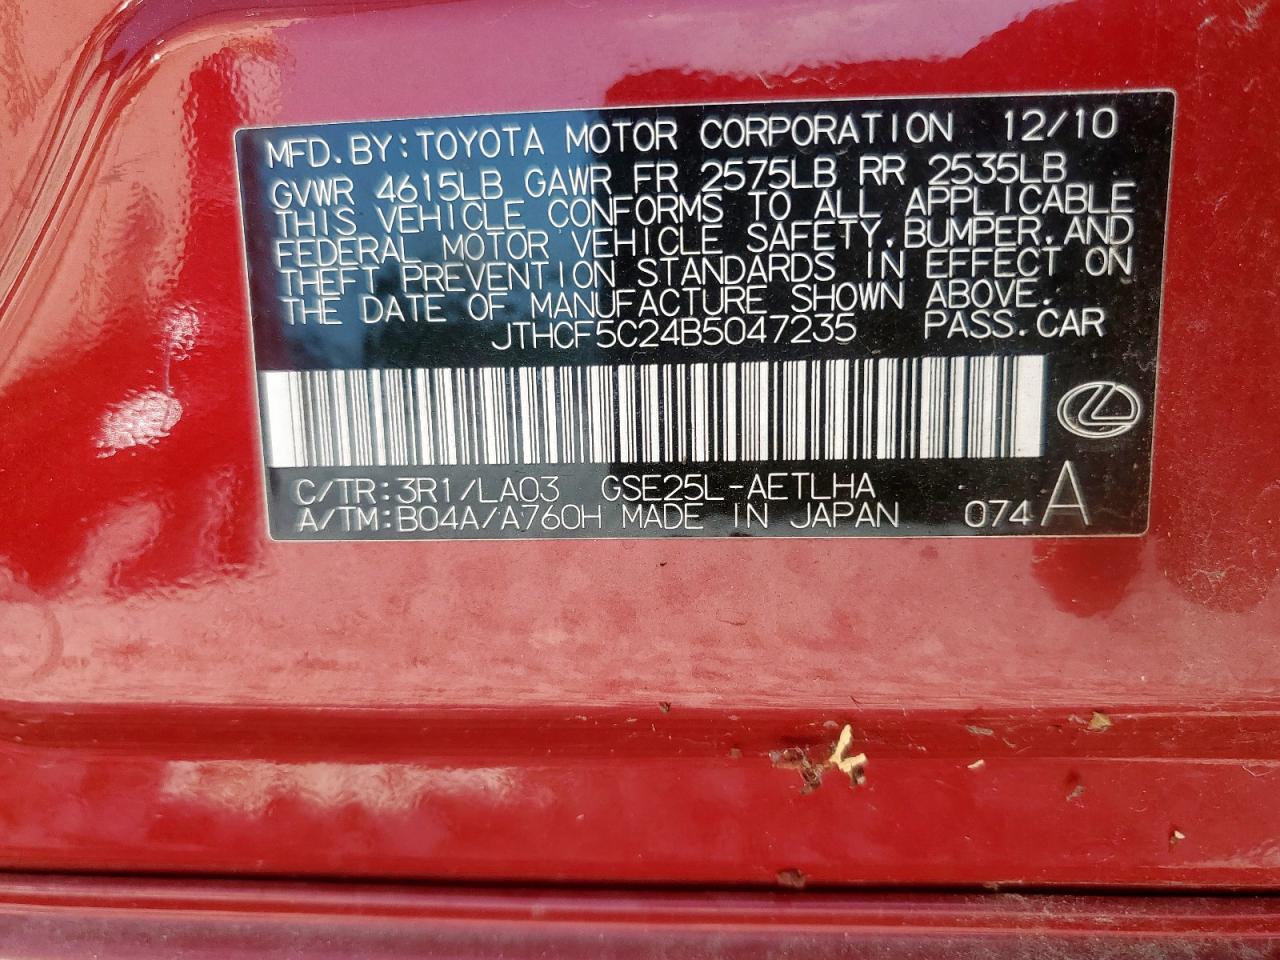 MFD.BY:TOYOTA MOTOR CORPORATION 12/10
GVWR 4615LB GAWR FR 2575LB RR 2535LB
THIS VEHICLE CONFORMS TO ALL APPLICABLE
FEDERAL MOTOR VEHICLE SAFETY,BUMPER,AND
THEFT PREVENTION STANDARDS IN EFFECT ON
THE DATE OF MANUFACTURE SHOWN ABOVE.
JTHCF5C24B5047235 PASS.CAR
C/TR:3R1/LA03 GSE25L-AETLHA
A/TM:B04A/A760H MADE IN JAPAN 074 A